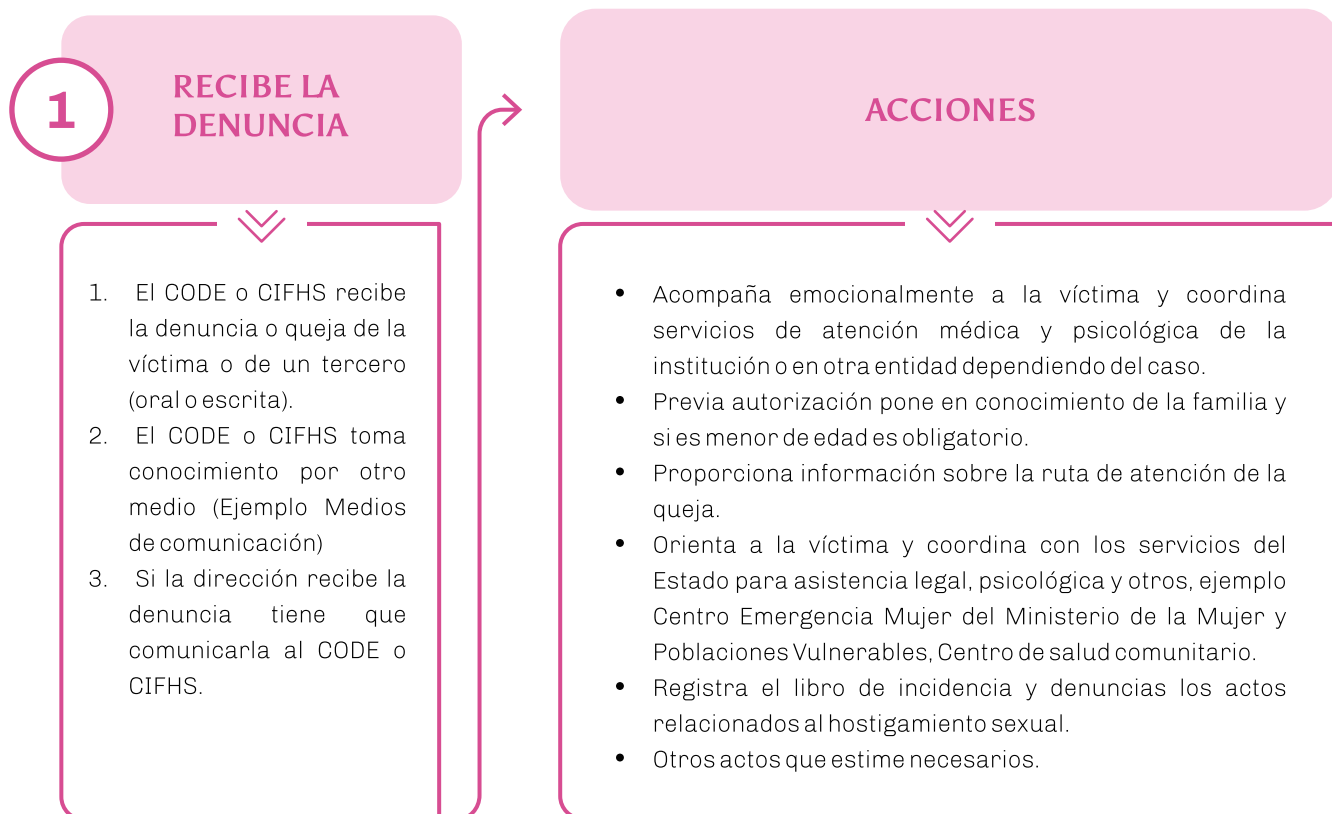 1
RECIBE LA
DENUNCIA
1. El CODE o CIFHS recibe
la denuncia o queja de la
víctima o de un tercero
(oral o escrita).
2. El CODE o CIFHS toma
conocimiento por otro
medio (Ejemplo Medios
de comunicación)
3. Si la dirección recibe la
denuncia tiene que
comunicarla al CODE o
CIFHS.
ACCIONES
• Acompaña emocionalmente a la víctima y coordina
servicios de atención médica y psicológica de la
institución o en otra entidad dependiendo del caso.
• Previa autorización pone en conocimiento de la familia y
si es menor de edad es obligatorio.
• Proporciona información sobre la ruta de atención de la
queja.
• Orienta a la víctima y coordina con los servicios del
Estado para asistencia legal, psicológica y otros, ejemplo
Centro Emergencia Mujer del Ministerio de la Mujer y
Poblaciones Vulnerables, Centro de salud comunitario.
• Registra el libro de incidencia y denuncias los actos
relacionados al hostigamiento sexual.
• Otros actos que estime necesarios.